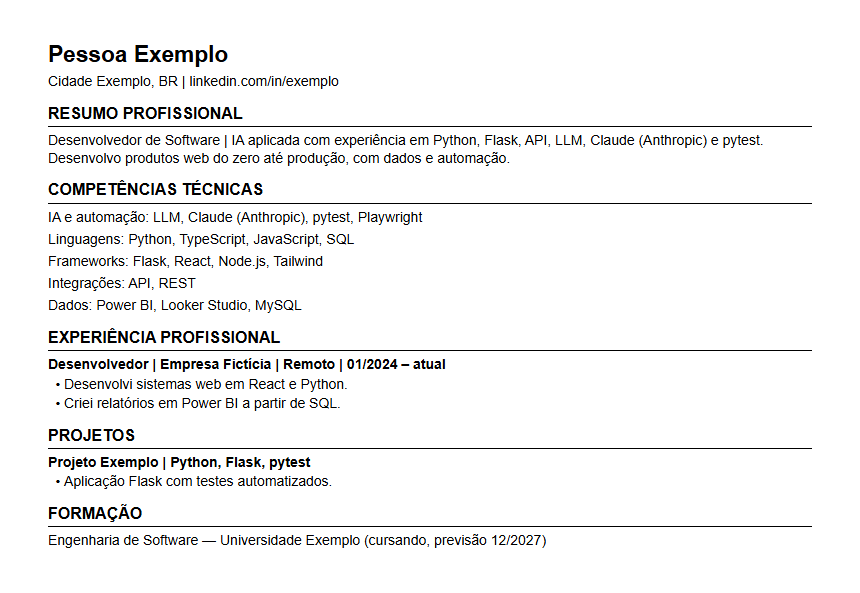 Pessoa Exemplo
Cidade Exemplo, BR | linkedin.com/in/exemplo
RESUMO PROFISSIONAL
Desenvolvedor de Software | IA aplicada com experiência em Python, Flask, API, LLM, Claude (Anthropic) e pytest.
Desenvolvo produtos web do zero até produção, com dados e automação.
COMPETÊNCIAS TÉCNICAS
IA e automação: LLM, Claude (Anthropic), pytest, Playwright
Linguagens: Python, TypeScript, JavaScript, SQL
Frameworks: Flask, React, Node.js, Tailwind
Integrações: API, REST
Dados: Power BI, Looker Studio, MySQL
EXPERIÊNCIA PROFISSIONAL
Desenvolvedor | Empresa Fictícia | Remoto | 01/2024 – atual
• Desenvolvi sistemas web em React e Python.
• Criei relatórios em Power BI a partir de SQL.
PROJETOS
Projeto Exemplo | Python, Flask, pytest
• Aplicação Flask com testes automatizados.
FORMAÇÃO
Engenharia de Software — Universidade Exemplo (cursando, previsão 12/2027)